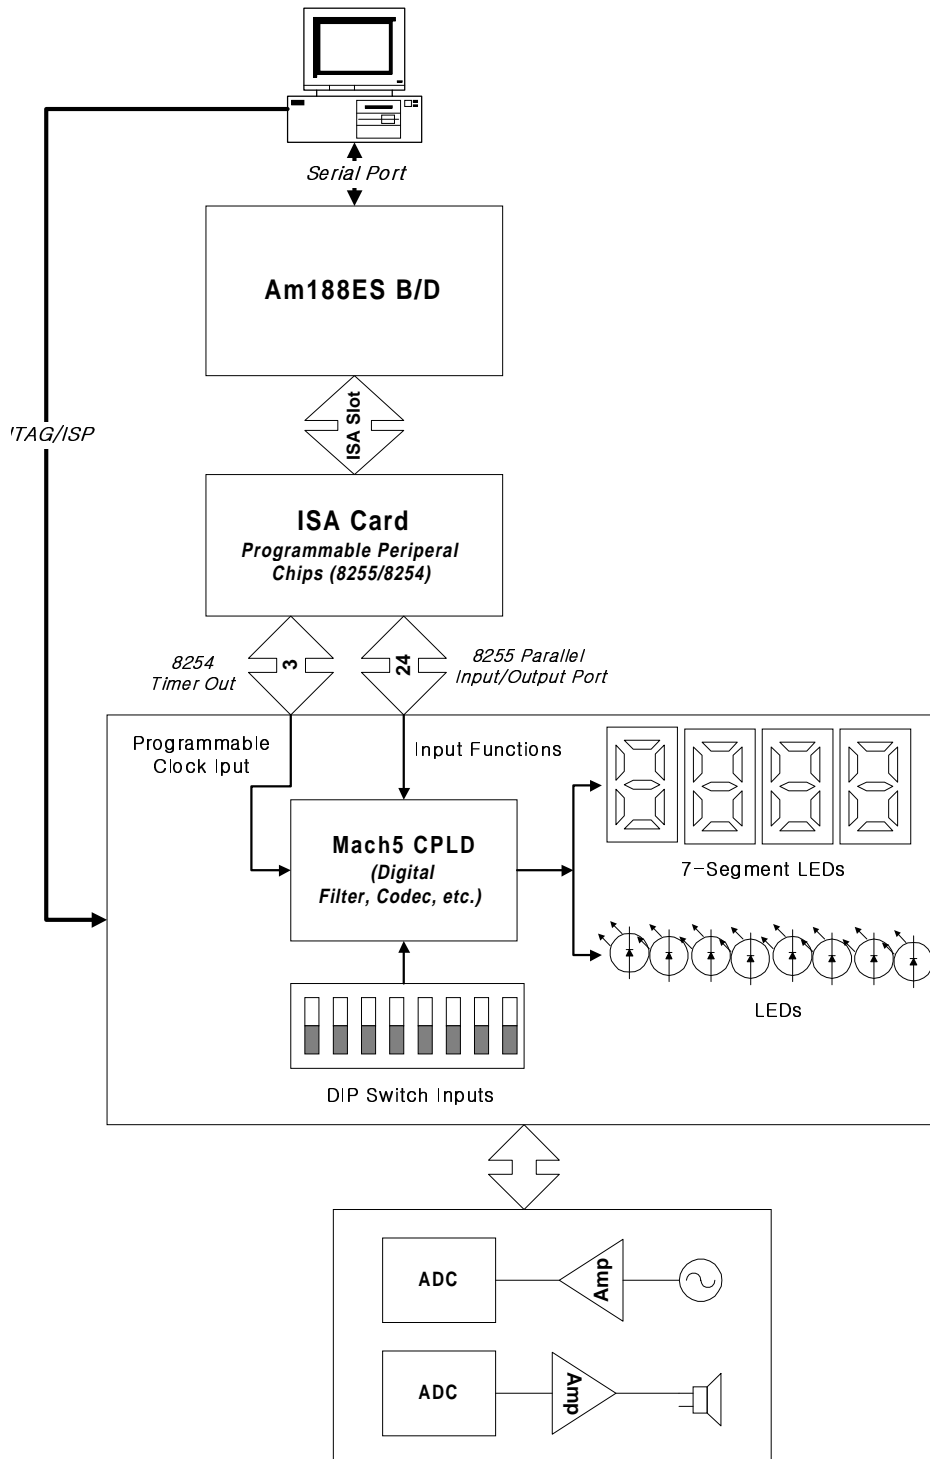 Serial Port
Am188ES B/D
ISA Slot
JTAG/ISP
ISA Card
Programmable Periperal
Chips (8255/8254)
8254
Timer Out
3
24
8255 Parallel
Input/Output Port
Programmable
Clock Iput
Input Functions
Mach5 CPLD
(Digital
Filter, Codec, etc.)
7-Segment LEDs
LEDs
DIP Switch Inputs
ADC
Amp
ADC
Amp